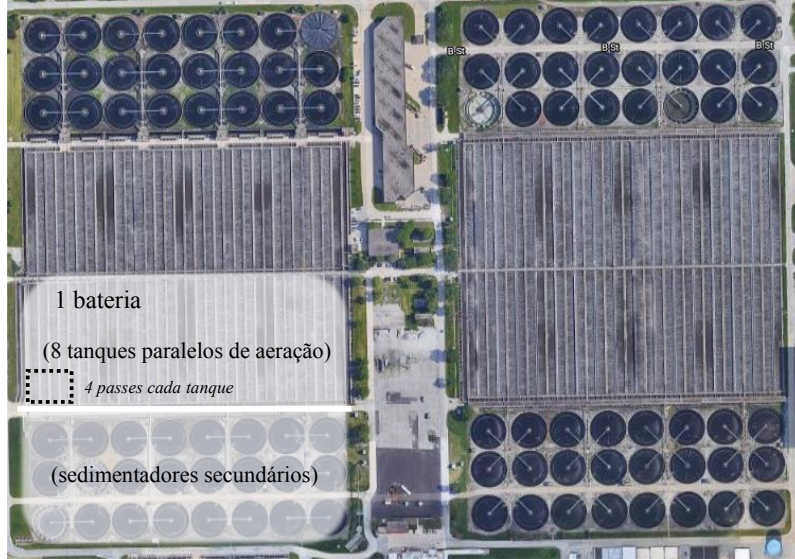 B St
B St
B St
1 bateria
(8 tanques paralelos de aeração)
4 passes cada tanque
(sedimentadores secundários)